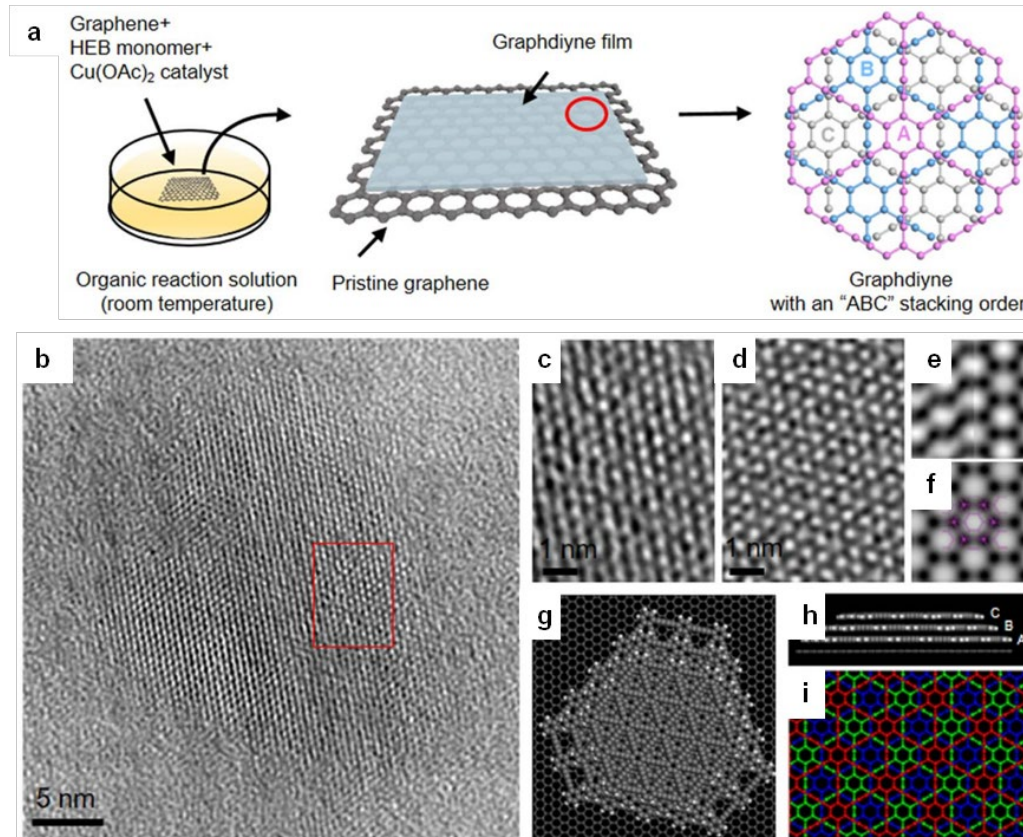 a
Graphene+
HEB monomer+
Cu(OAc)2 catalyst
Graphdiyne film
B
C
A
Organic reaction solution
(room temperature)
Pristine graphene
Graphdiyne
with an “ABC” stacking order
b
5 nm
c
1 nm
d
1 nm
e
f
g
h
C
B
A
i